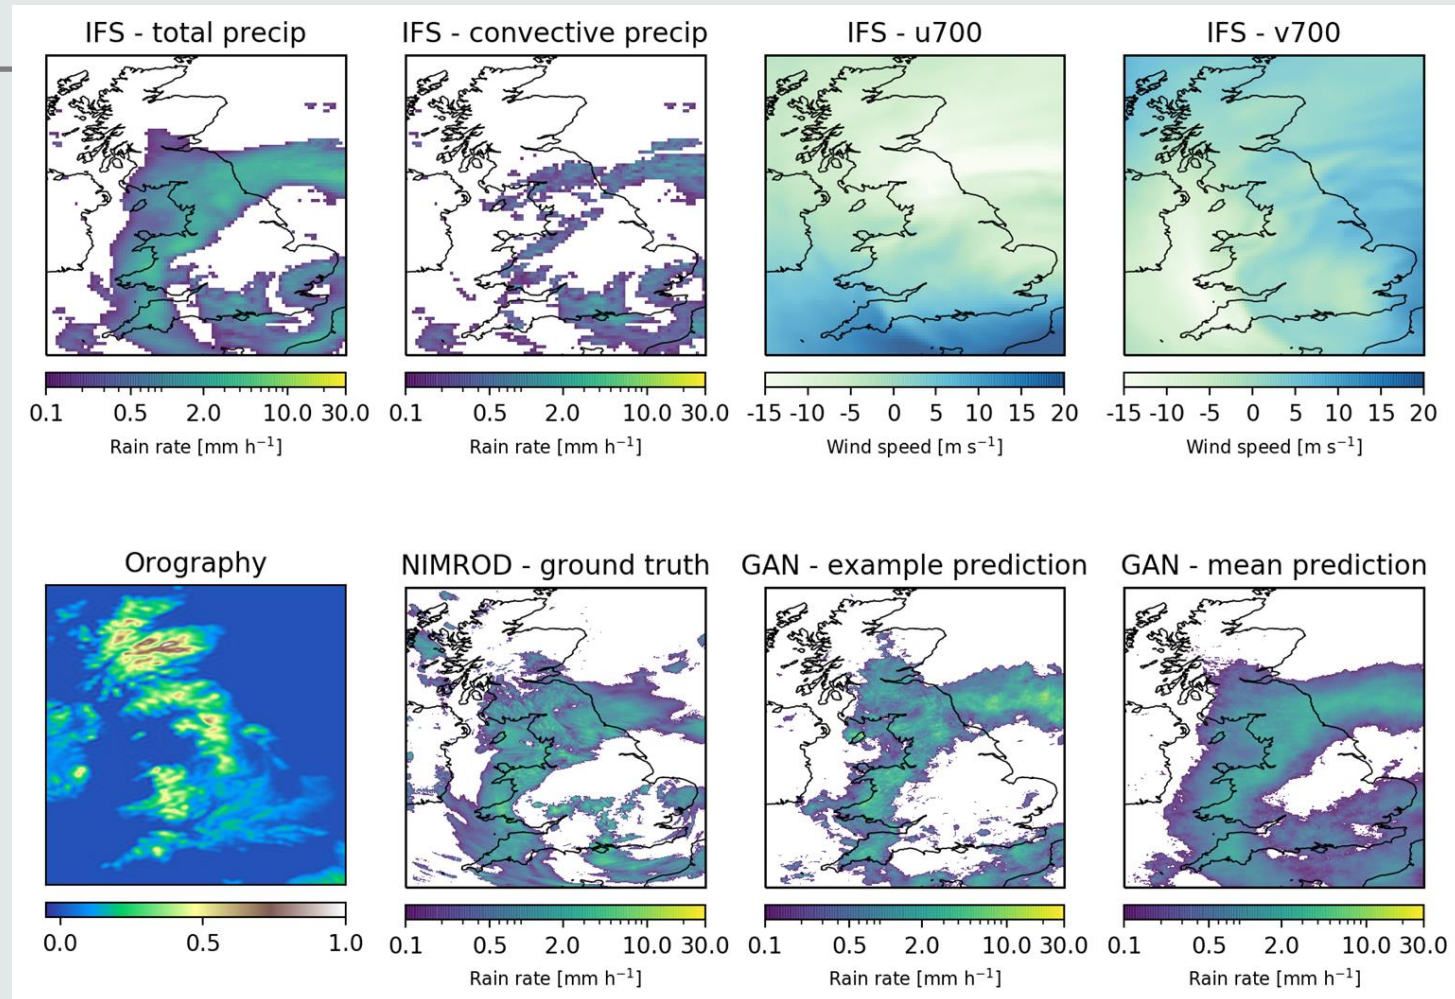 IFS - total precip
IFS - convective precip
IFS - u700
IFS - v700
0.1 0.5 2.0 10.0 30.0
0.1 0.5 2.0 10.0 30.0
-15 -10 -5 0 5 10 15 20
-15 -10 -5 0 5 10 15 20
Rain rate [mm h⁻¹]
Rain rate [mm h⁻¹]
Wind speed [m s⁻¹]
Wind speed [m s⁻¹]
Orography
NIMROD - ground truth
GAN - example prediction
GAN - mean prediction
0.0 0.5 1.0
0.1 0.5 2.0 10.0 30.0
0.1 0.5 2.0 10.0 30.0
0.1 0.5 2.0 10.0 30.0
Rain rate [mm h⁻¹]
Rain rate [mm h⁻¹]
Rain rate [mm h⁻¹]